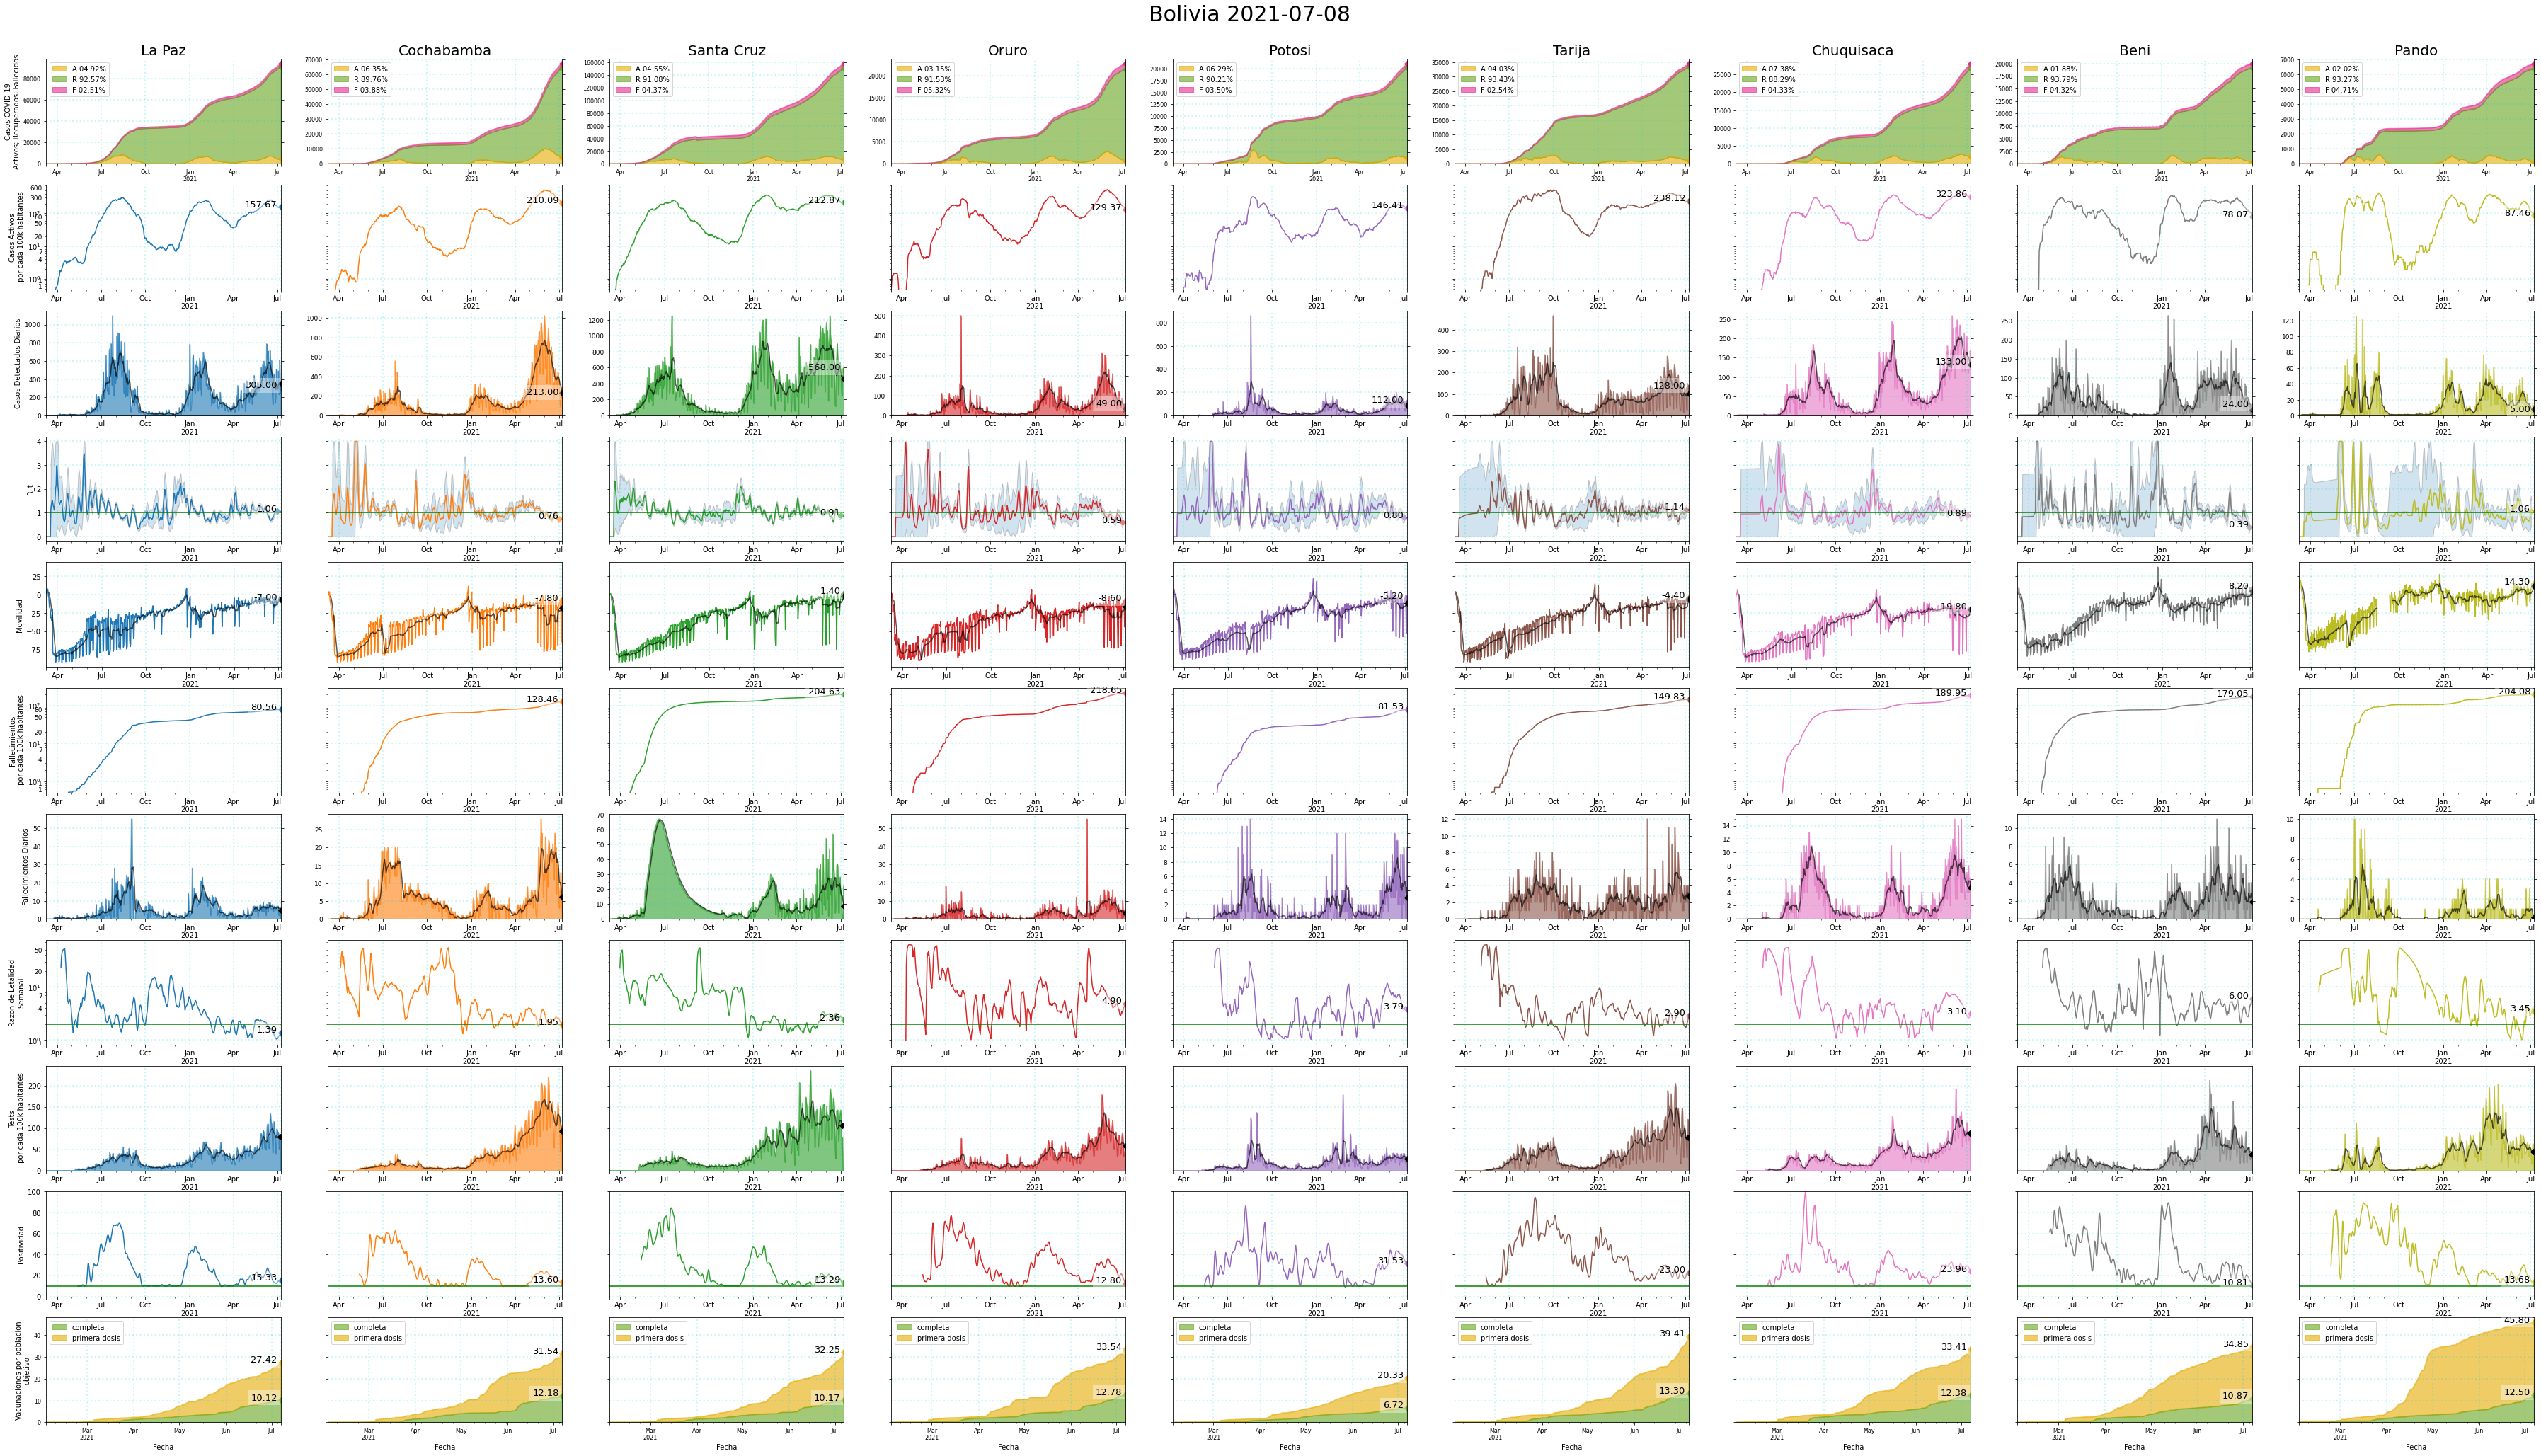 Bolivia 2021-07-08
La Paz Cochabamba Santa Cruz Oruro Potosi Tarija Chuquisaca Beni Pando
Casos COVID-19
Activos; Recuperados; Fallecidos
A 04.92%
R 92.57%
F 02.51%
A 06.35%
R 89.76%
F 03.88%
A 04.55%
R 91.08%
F 04.37%
A 03.15%
R 91.53%
F 05.32%
A 06.29%
R 90.21%
F 03.50%
A 04.03%
R 93.43%
F 02.54%
A 07.38%
R 88.29%
F 04.33%
A 01.88%
R 93.79%
F 04.32%
A 02.02%
R 93.27%
F 04.71%
Casos Activos
por cada 100k habitantes
157.67 210.09 212.87 129.37 146.41 238.12 323.86 78.07 87.46
Casos Detectados Diarios
305.00 213.00 568.00 49.00 112.00 128.00 133.00 24.00 5.00
R_t
1.06 0.76 0.91 0.59 0.80 1.14 0.89 0.39 1.06
Movilidad
-7.00 -7.80 1.40 -8.60 -5.20 -4.40 -19.80 8.20 14.30
Fallecimientos
por cada 100k habitantes
80.56 128.46 204.63 218.65 81.53 149.83 189.95 179.05 204.08
Fallecimientos Diarios
Razon de Letalidad
Semanal
1.39 1.95 2.36 4.90 3.79 2.90 3.10 6.00 3.45
Tests
por cada 100k habitantes
Positividad
15.33 13.60 13.29 12.80 31.53 23.00 23.96 10.81 13.68
Vacunaciones por poblacion
objetivo
completa
primera dosis
27.42 31.54 32.25 33.54 20.33 39.41 33.41 34.85 45.80
10.12 12.18 10.17 12.78 6.72 13.30 12.38 10.87 12.50
Mar Apr May Jun Jul
2021
Fecha Fecha Fecha Fecha Fecha Fecha Fecha Fecha Fecha